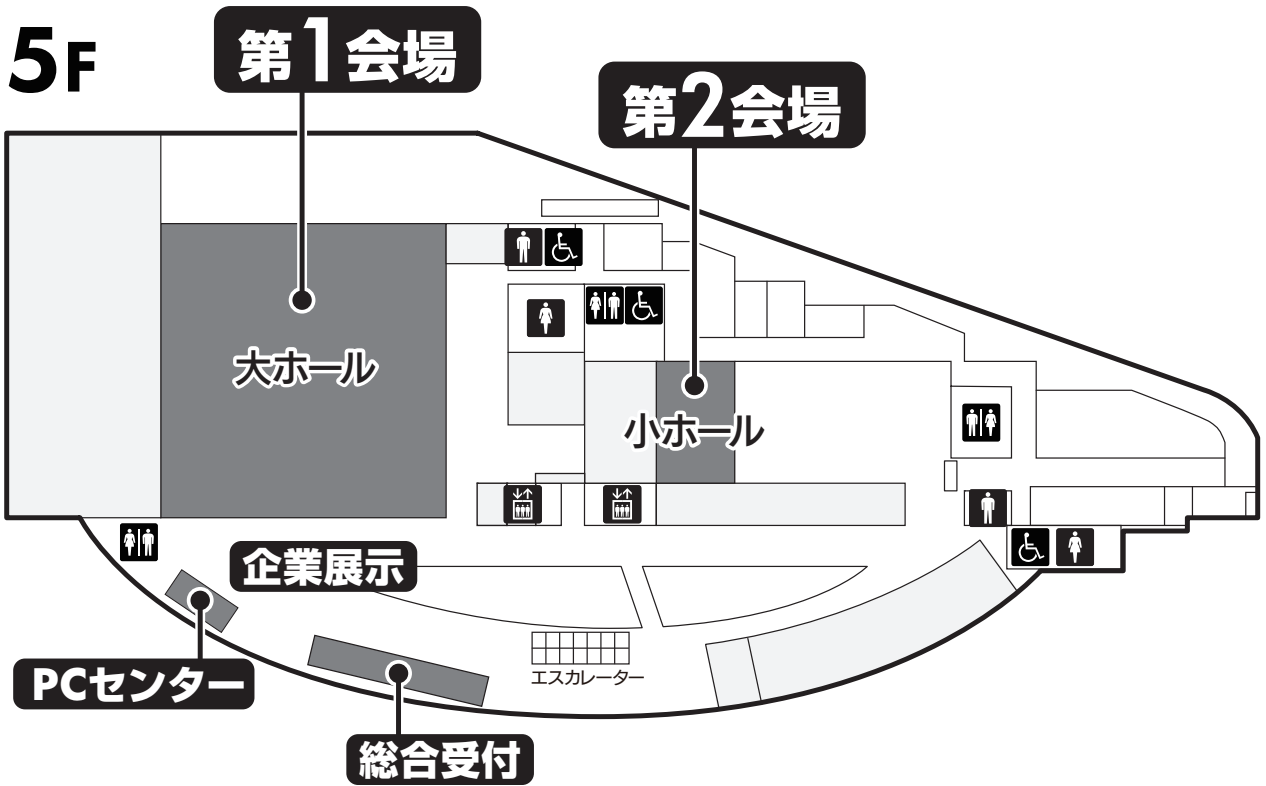 5F
第1会場
第2会場
大ホール
小ホール
企業展示
エスカレーター
PCセンター
総合受付